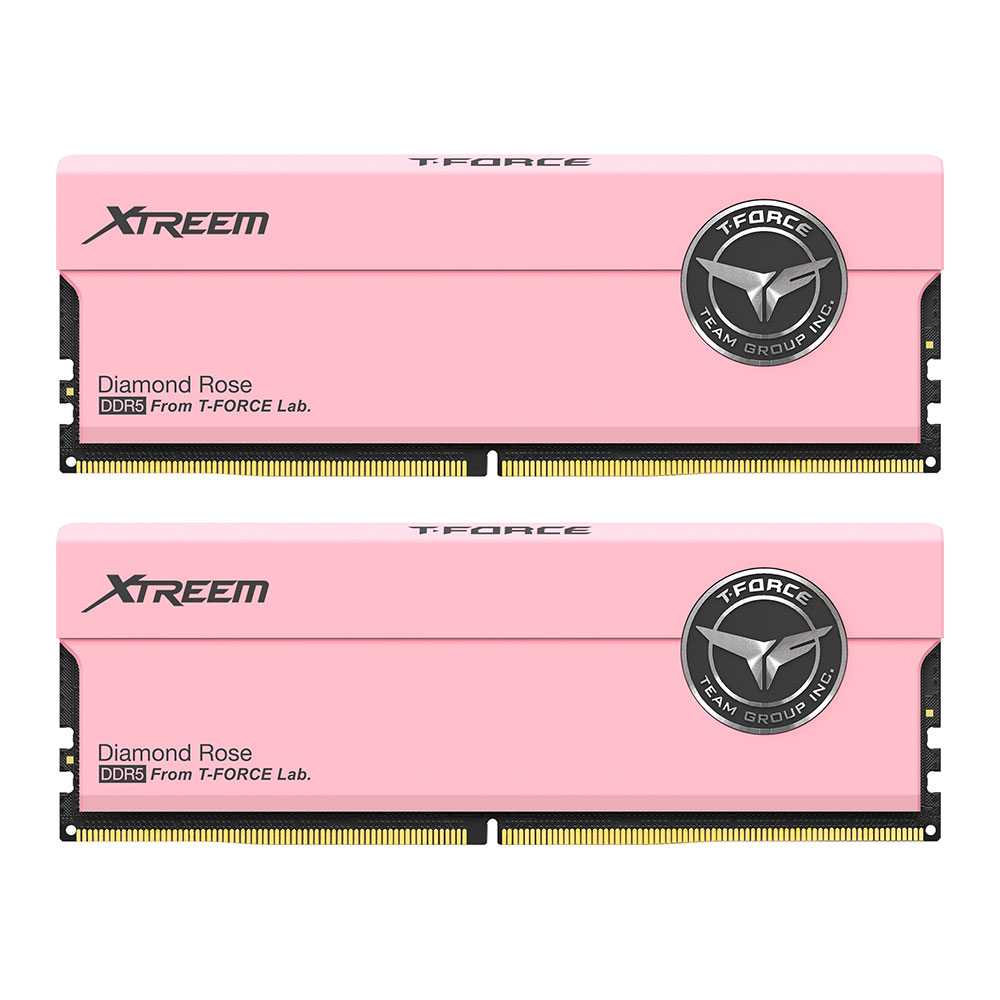 T-FORCE
XTREEM
T-FORCE
TEAM GROUP INC.
Diamond Rose
DDR5 From T-FORCE Lab.
T-FORCE
XTREEM
T-FORCE
TEAM GROUP INC.
Diamond Rose
DDR5 From T-FORCE Lab.